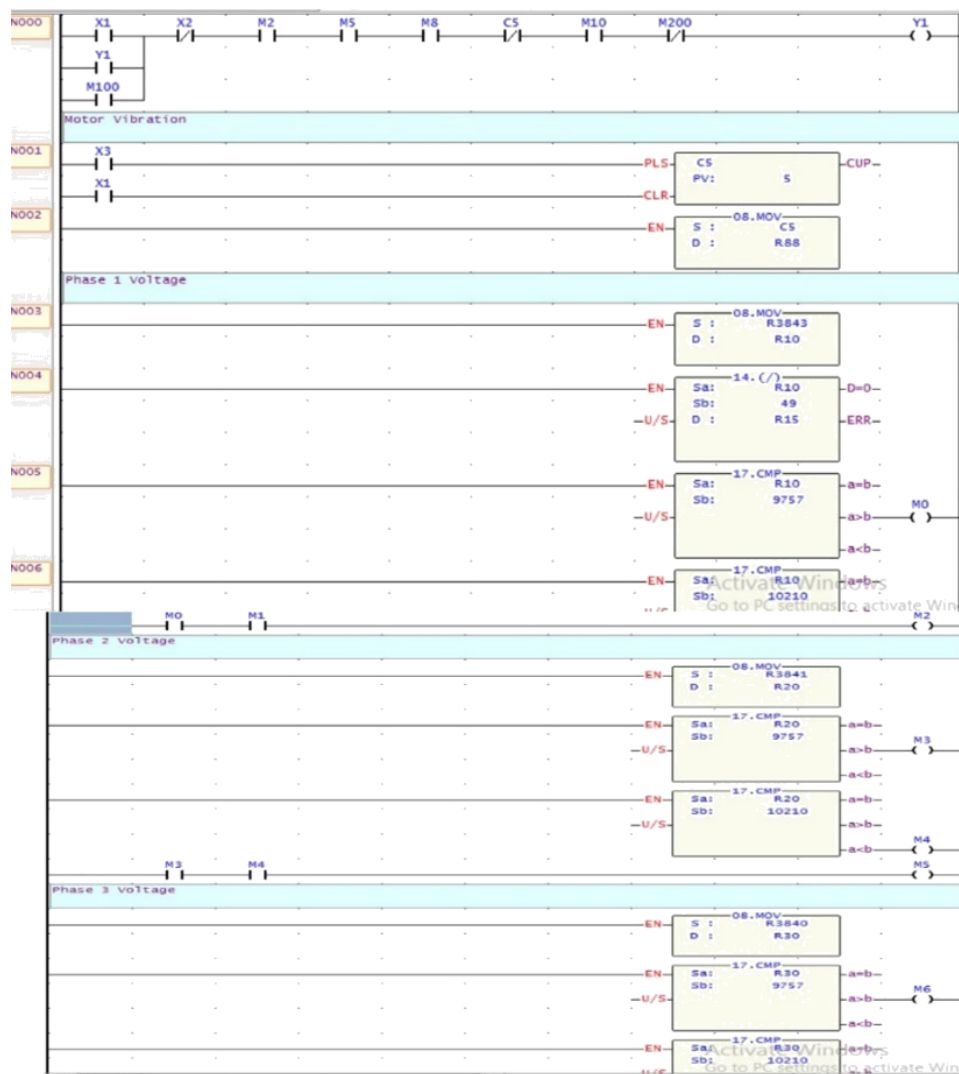 N000 X1 X2 M2 M5 M8 C5 M10 M200 Y1
Y1
M100
Motor Vibration
N001 X3 PLS C5 CUP
PV: 5
X1 CLR
N002 08.MOV
EN S : C5
D : R88
Phase 1 Voltage
N003 08.MOV
EN S : R3843
D : R10
N004 14.(/)
EN Sa: R10 D=0
Sb: 49
U/S D : R15 ERR
N005 17.CMP
EN Sa: R10 a=b
Sb: 9757 M0
U/S a>b
a<b
N006 17.CMP
EN Sa: R10 a=b
Sb: 10210
Activate Windows
Go to PC settings to activate Win
M0 M1 M2
Phase 2 Voltage
08.MOV
EN S : R3841
D : R20
17.CMP
EN Sa: R20 a=b
Sb: 9757 M3
U/S a>b
a<b
17.CMP
EN Sa: R20 a=b
Sb: 10210
U/S a>b
M4
a<b
M3 M4 M5
Phase 3 Voltage
08.MOV
EN S : R3840
D : R30
17.CMP
EN Sa: R30 a=b
Sb: 9757 M6
U/S a>b
a<b
17.CMP
EN Sa: R30 a=b
Sb: 10210
Activate Windows
Go to PC settings to activate Win